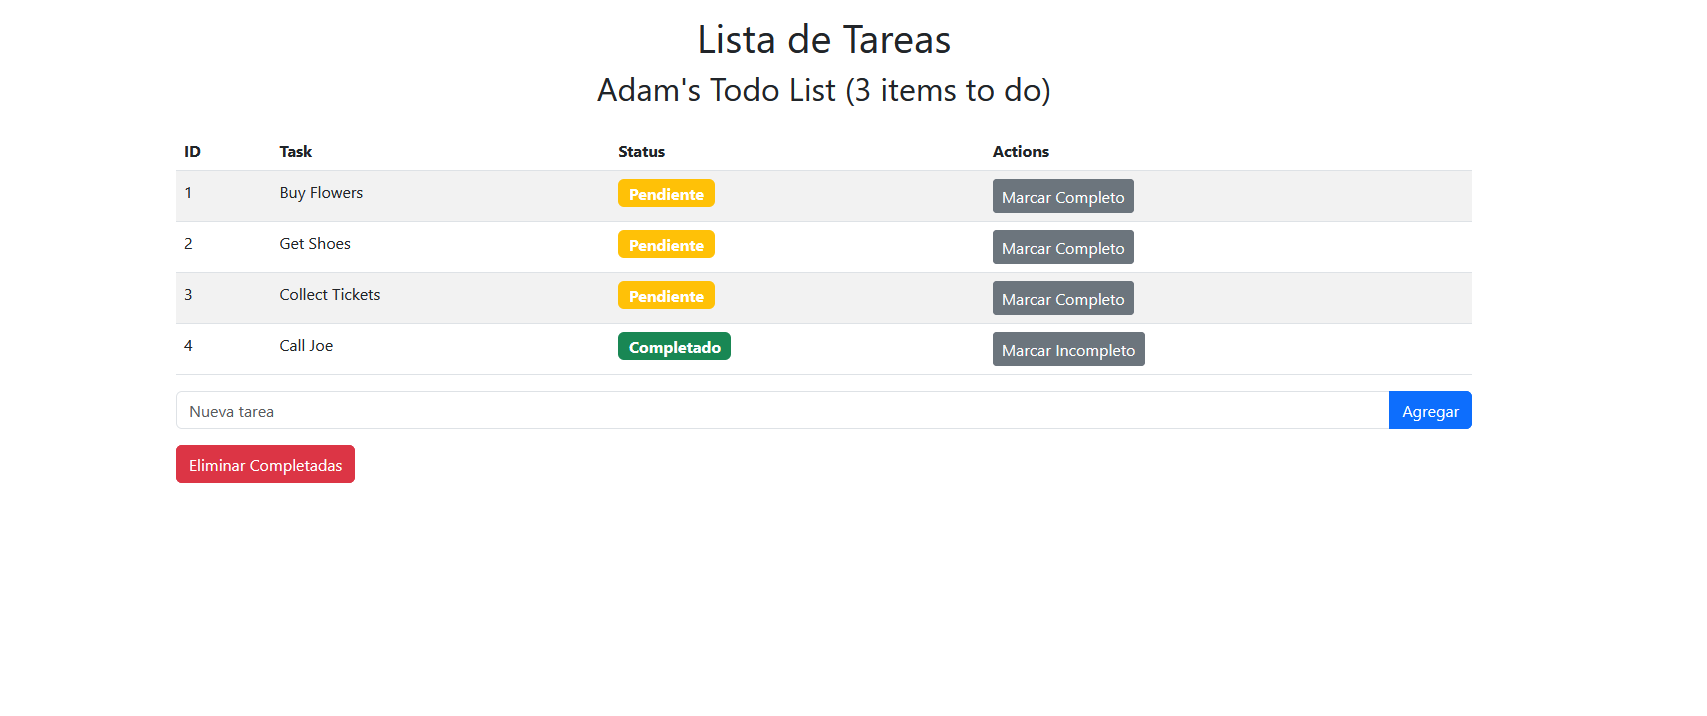 Lista de Tareas
Adam's Todo List (3 items to do)
ID Task Status Actions
1 Buy Flowers Pendiente Marcar Completo
2 Get Shoes Pendiente Marcar Completo
3 Collect Tickets Pendiente Marcar Completo
4 Call Joe Completado Marcar Incompleto
Nueva tarea Agregar
Eliminar Completadas